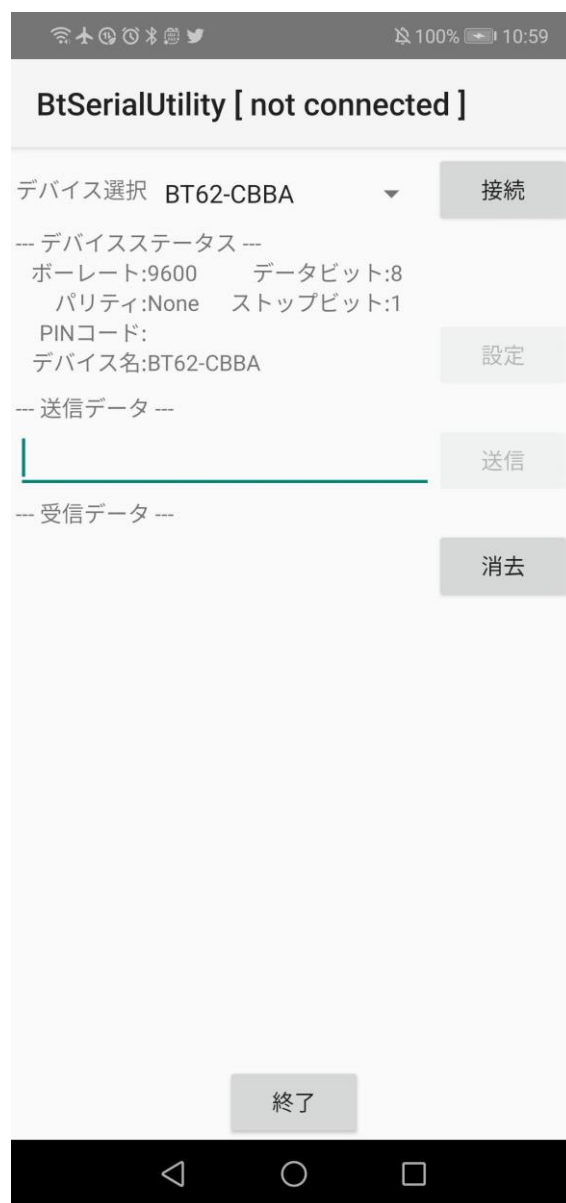 100% 10:59
BtSerialUtility [ not connected ]
デバイス選択 BT62-CBBA 接続
--- デバイスステータス ---
ボーレート:9600 データビット:8
パリティ:None ストップビット:1
PINコード:
デバイス名:BT62-CBBA 設定
--- 送信データ ---
送信
--- 受信データ ---
消去
終了